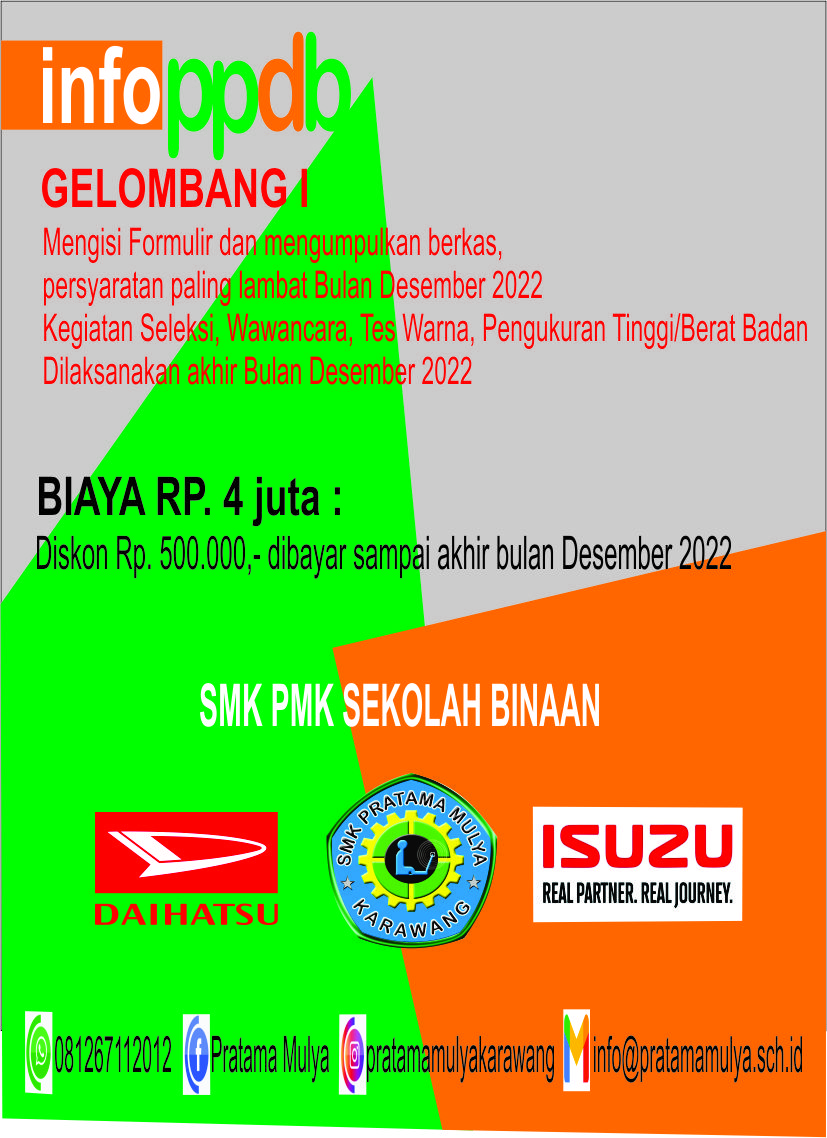 infoppdb
GELOMBANG I
Mengisi Formulir dan mengumpulkan berkas,
persyaratan paling lambat Bulan Desember 2022
Kegiatan Seleksi, Wawancara, Tes Warna, Pengukuran Tinggi/Berat Badan
Dilaksanakan akhir Bulan Desember 2022
BIAYA RP. 4 juta :
Diskon Rp. 500.000,- dibayar sampai akhir bulan Desember 2022
SMK PMK SEKOLAH BINAAN
DAIHATSU
SMK PRATAMA MULYA
KARAWANG
ISUZU
REAL PARTNER. REAL JOURNEY.
081267112012 Pratama Mulya pratamamulyakarawang info@pratamamulya.sch.id